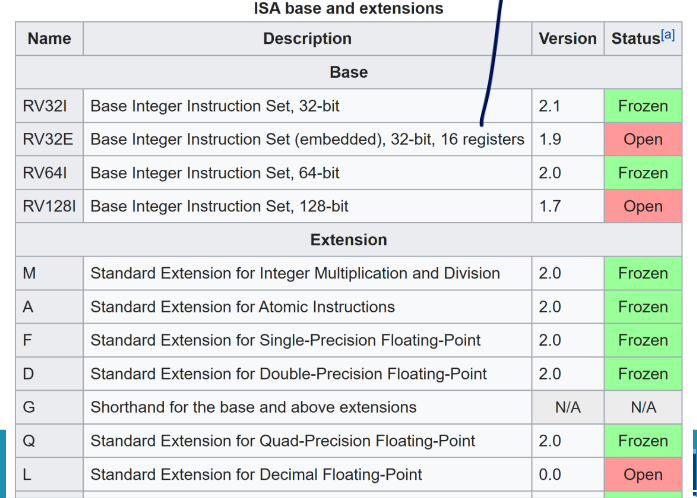 ISA base and extensions
Name Description Version Status[a]
Base
RV32I Base Integer Instruction Set, 32-bit 2.1 Frozen
RV32E Base Integer Instruction Set (embedded), 32-bit, 16 registers 1.9 Open
RV64I Base Integer Instruction Set, 64-bit 2.0 Frozen
RV128I Base Integer Instruction Set, 128-bit 1.7 Open
Extension
M Standard Extension for Integer Multiplication and Division 2.0 Frozen
A Standard Extension for Atomic Instructions 2.0 Frozen
F Standard Extension for Single-Precision Floating-Point 2.0 Frozen
D Standard Extension for Double-Precision Floating-Point 2.0 Frozen
G Shorthand for the base and above extensions N/A N/A
Q Standard Extension for Quad-Precision Floating-Point 2.0 Frozen
L Standard Extension for Decimal Floating-Point 0.0 Open